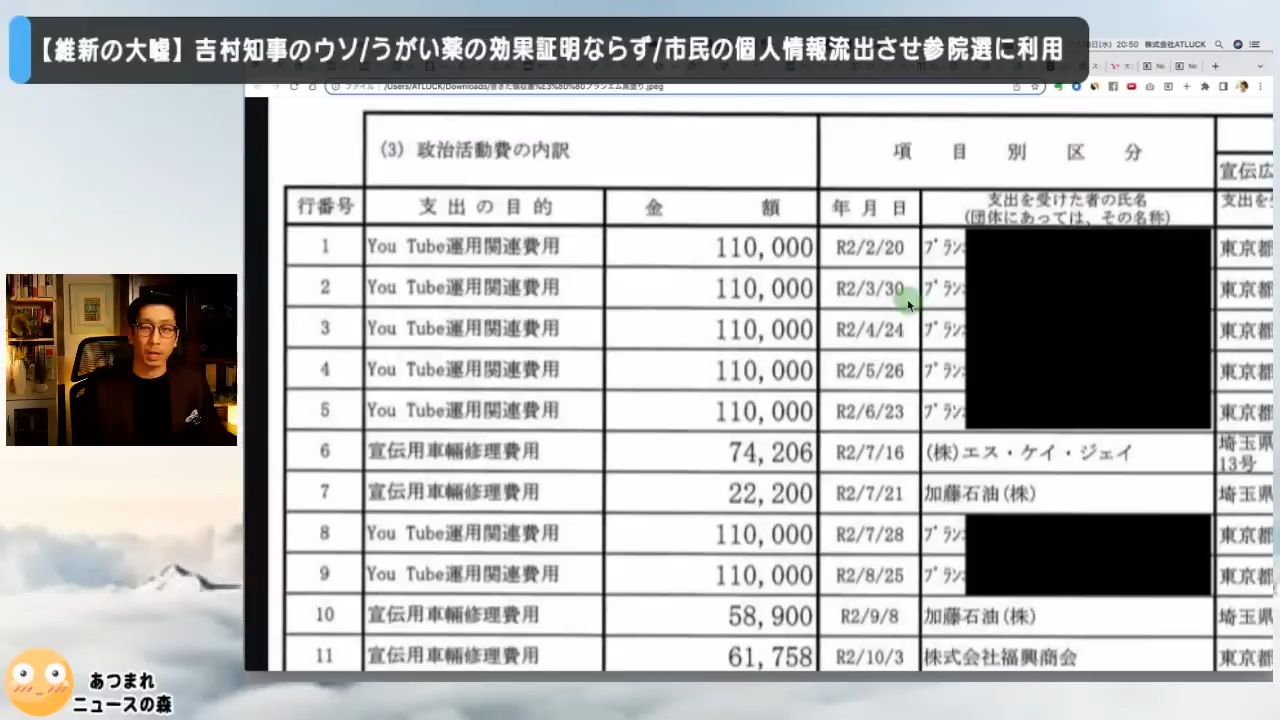 【維新の大嘘】吉村知事のウソ/うがい薬の効果証明ならず/市民の個人情報流出させ参院選に利用
(水) 20:50 株式会社ATLUCK
(3) 政治活動費の内訳
項目別区分
宣伝広
行番号 支出の目的 金額 年月日 支出を受けた者の氏名 支出を
(団体にあっては、その名称)
1 You Tube運用関連費用 110,000 R2/2/20 プラン 東京都
2 You Tube運用関連費用 110,000 R2/3/30 プラン 東京都
3 You Tube運用関連費用 110,000 R2/4/24 プラン 東京都
4 You Tube運用関連費用 110,000 R2/5/26 プラン 東京都
5 You Tube運用関連費用 110,000 R2/6/23 プラン 東京都
6 宣伝用車輛修理費用 74,206 R2/7/16 (株)エス・ケイ・ジェイ 埼玉県
13号
7 宣伝用車輛修理費用 22,200 R2/7/21 加藤石油(株) 埼玉県
8 You Tube運用関連費用 110,000 R2/7/28 プラン 東京都
9 You Tube運用関連費用 110,000 R2/8/25 プラン 東京都
10 宣伝用車輛修理費用 58,900 R2/9/8 加藤石油(株) 埼玉県
11 宣伝用車輛修理費用 61,758 R2/10/3 株式会社福興商会 東京都
あつまれ
ニュースの森